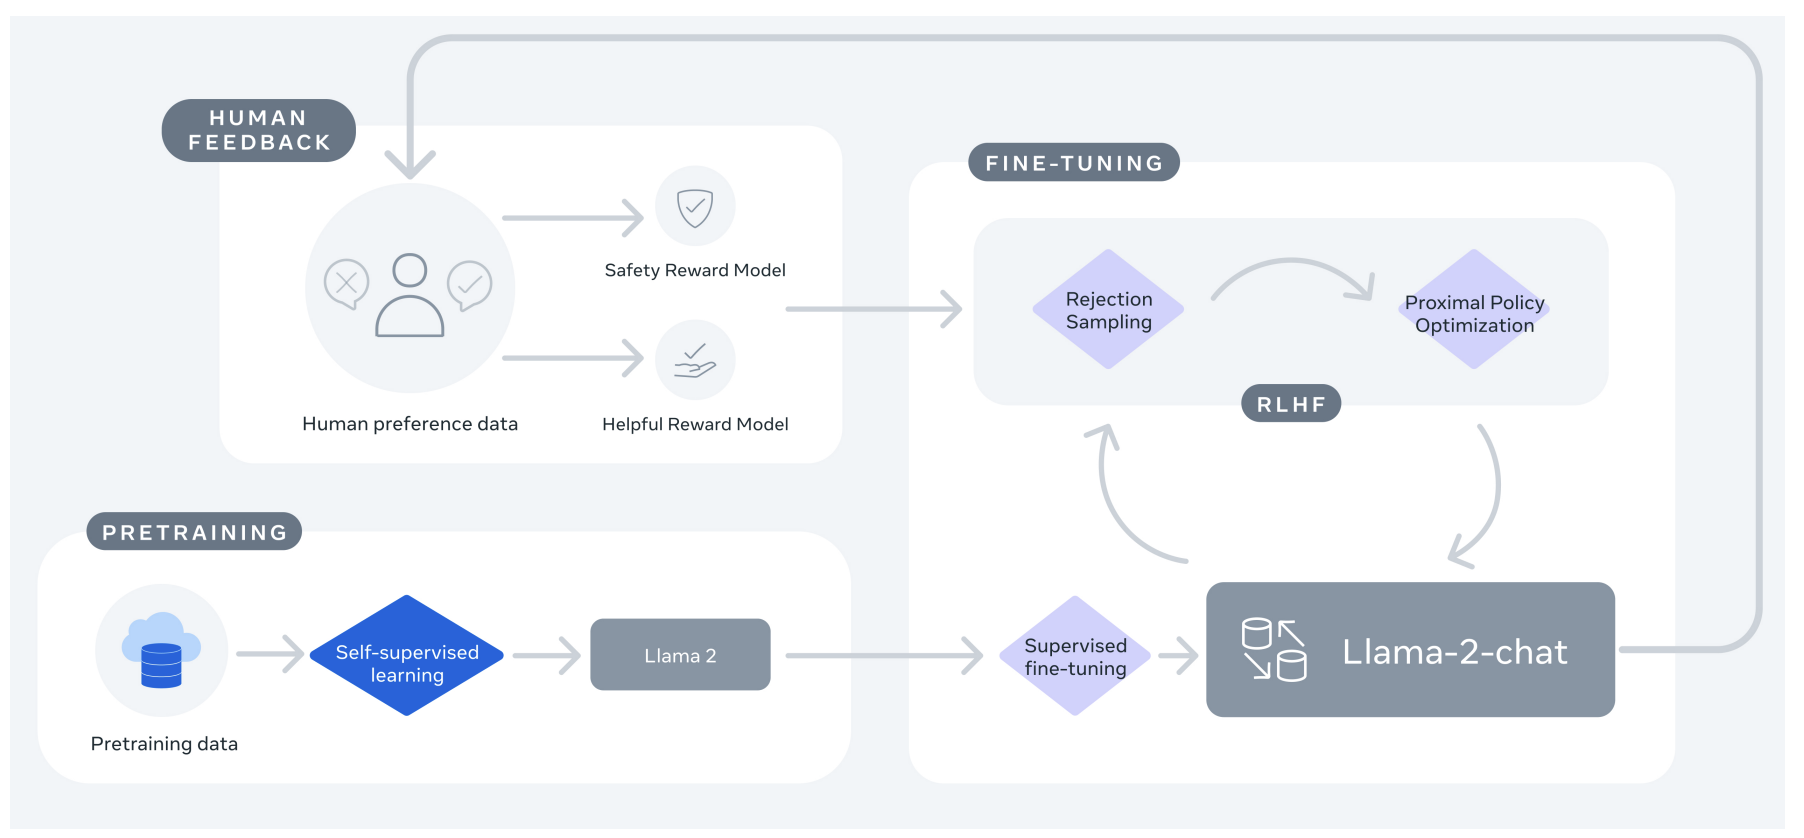 HUMAN
FEEDBACK
Safety Reward Model
Human preference data
Helpful Reward Model
FINE-TUNING
Rejection
Sampling
Proximal Policy
Optimization
RLHF
PRETRAINING
Pretraining data
Self-supervised
learning
Llama 2
Supervised
fine-tuning
Llama-2-chat